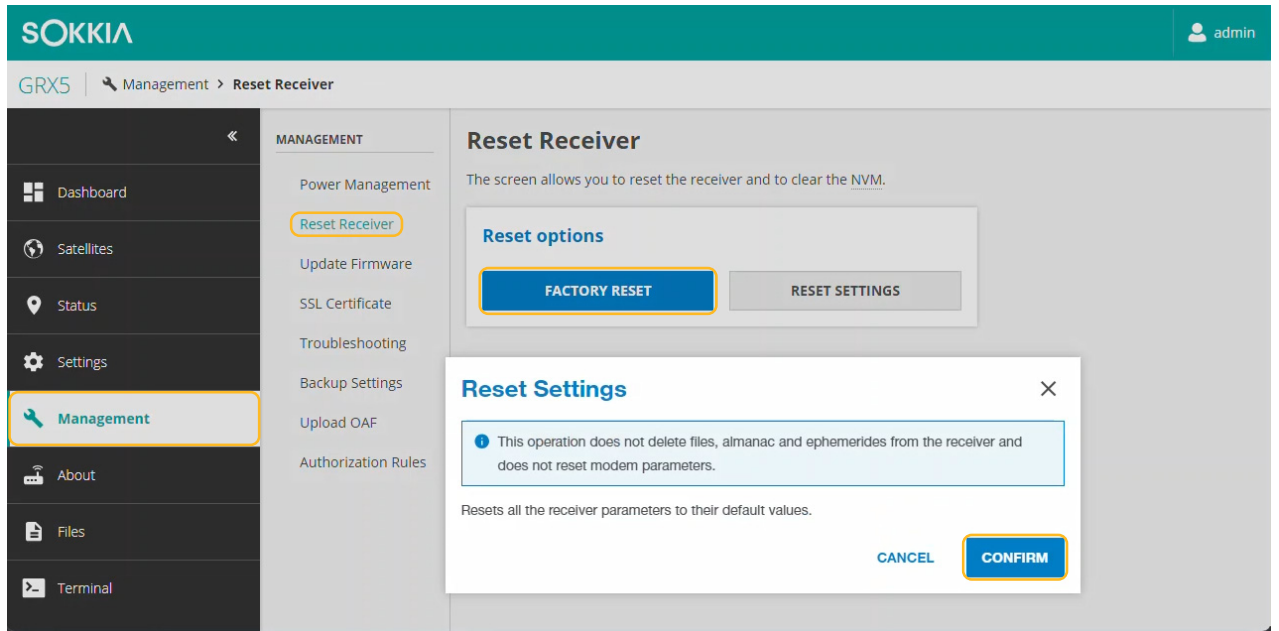 SOKKIA
admin
GRX5
Management > Reset Receiver
«
Dashboard
Satellites
Status
Settings
Management
About
Files
Terminal
MANAGEMENT
Power Management
Reset Receiver
Update Firmware
SSL Certificate
Troubleshooting
Backup Settings
Upload OAF
Authorization Rules
Reset Receiver
The screen allows you to reset the receiver and to clear the NVM.
Reset options
FACTORY RESET
RESET SETTINGS
Reset Settings
This operation does not delete files, almanac and ephemerides from the receiver and
does not reset modem parameters.
Resets all the receiver parameters to their default values.
CANCEL
CONFIRM